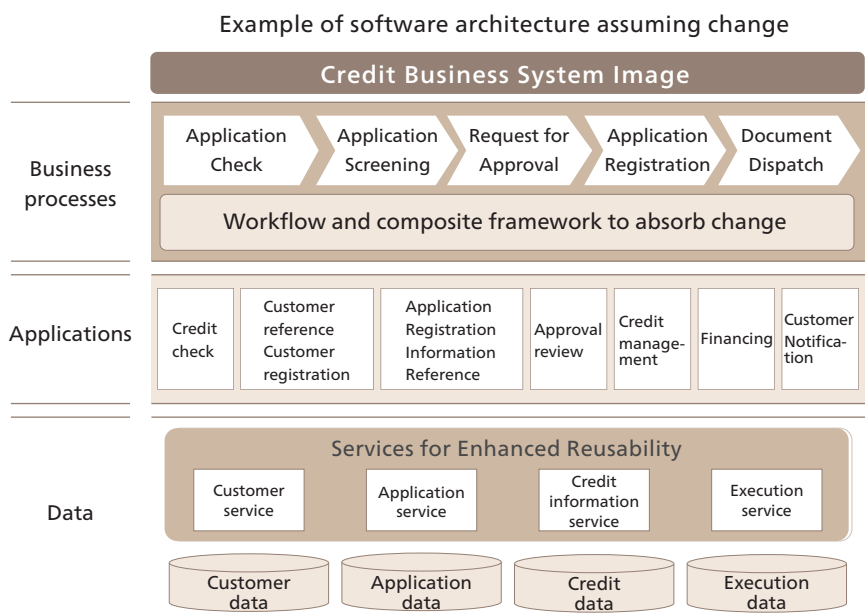 Example of software architecture assuming change
Credit Business System Image
Business
processes
Application
Check
Application
Screening
Request for
Approval
Application
Registration
Document
Dispatch
Workflow and composite framework to absorb change
Applications
Credit
check
Customer
reference
Customer
registration
Application
Registration
Information
Reference
Approval
review
Credit
manage-
ment
Financing
Customer
Notifica-
tion
Data
Services for Enhanced Reusability
Customer
service
Application
service
Credit
information
service
Execution
service
Customer
data
Application
data
Credit
data
Execution
data